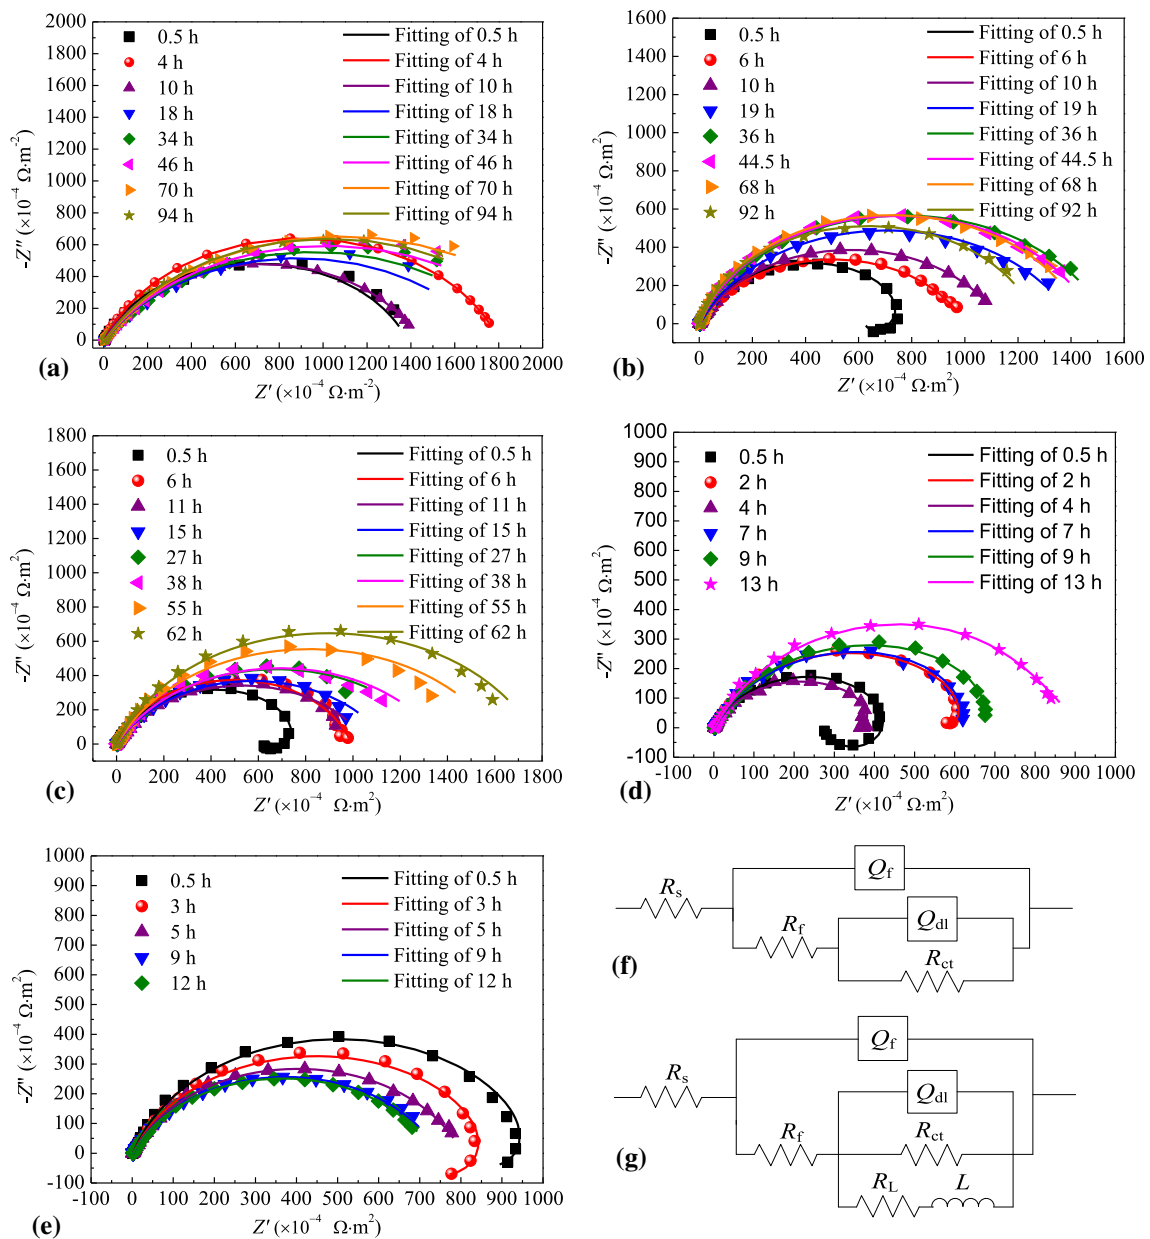 2000
1800
1600
1400
1200
1000
800
600
400
200
0
-Z″ (×10⁻⁴ Ω·m⁻²)
0.5 h
4 h
10 h
18 h
34 h
46 h
70 h
94 h
Fitting of 0.5 h
Fitting of 4 h
Fitting of 10 h
Fitting of 18 h
Fitting of 34 h
Fitting of 46 h
Fitting of 70 h
Fitting of 94 h
0 200 400 600 800 1000 1200 1400 1600 1800 2000
(a)
Z′ (×10⁻⁴ Ω·m⁻²)
1600
1400
1200
1000
800
600
400
200
0
-Z″ (×10⁻⁴ Ω·m²)
0.5 h
6 h
10 h
19 h
36 h
44.5 h
68 h
92 h
Fitting of 0.5 h
Fitting of 6 h
Fitting of 10 h
Fitting of 19 h
Fitting of 36 h
Fitting of 44.5 h
Fitting of 68 h
Fitting of 92 h
0 200 400 600 800 1000 1200 1400 1600
(b)
Z′ (×10⁻⁴ Ω·m²)
1800
1600
1400
1200
1000
800
600
400
200
0
-Z″ (×10⁻⁴ Ω·m²)
0.5 h
6 h
11 h
15 h
27 h
38 h
55 h
62 h
Fitting of 0.5 h
Fitting of 6 h
Fitting of 11 h
Fitting of 15 h
Fitting of 27 h
Fitting of 38 h
Fitting of 55 h
Fitting of 62 h
0 200 400 600 800 1000 1200 1400 1600 1800
(c)
Z′ (×10⁻⁴ Ω·m²)
1000
900
800
700
600
500
400
300
200
100
0
-100
-Z″ (×10⁻⁴ Ω·m²)
0.5 h
2 h
4 h
7 h
9 h
13 h
Fitting of 0.5 h
Fitting of 2 h
Fitting of 4 h
Fitting of 7 h
Fitting of 9 h
Fitting of 13 h
-100 0 100 200 300 400 500 600 700 800 900 1000
(d)
Z′ (×10⁻⁴ Ω·m²)
1000
900
800
700
600
500
400
300
200
100
0
-100
-Z″ (×10⁻⁴ Ω·m²)
0.5 h
3 h
5 h
9 h
12 h
Fitting of 0.5 h
Fitting of 3 h
Fitting of 5 h
Fitting of 9 h
Fitting of 12 h
-100 0 100 200 300 400 500 600 700 800 900 1000
(e)
Z′ (×10⁻⁴ Ω·m²)
Qf
Rs
Qdl
Rf
Rct
(f)
Qf
Rs
Qdl
Rf
Rct
(g)
RL L